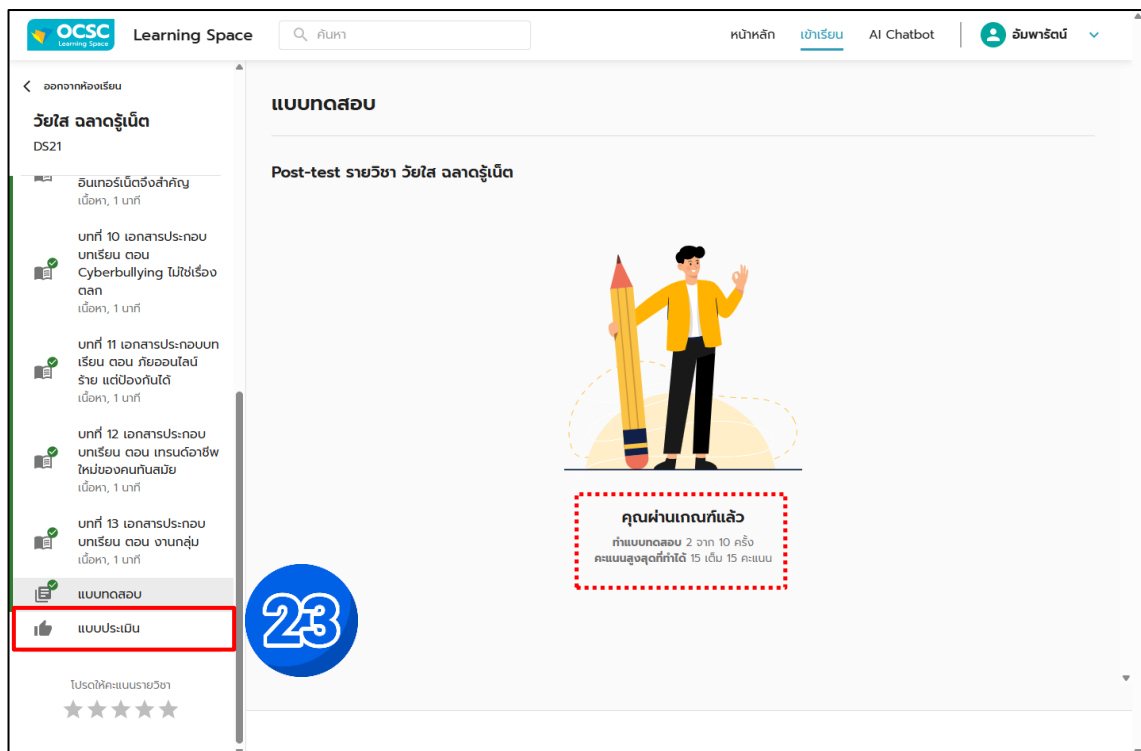 OCSC
Learning Space
Learning Space
ค้นหา
หน้าหลัก
เข้าเรียน
AI Chatbot
อัมพารัตน์
ออกจากห้องเรียน
วัยใส ฉลาดรู้เน็ต
DS21
อินเทอร์เน็ตจึงสำคัญ
เนื้อหา, 1 นาที
บทที่ 10 เอกสารประกอบ
บทเรียน ตอน
Cyberbullying ไม่ใช่เรื่อง
ตลก
เนื้อหา, 1 นาที
บทที่ 11 เอกสารประกอบบท
เรียน ตอน ภัยออนไลน์
ร้าย แต่ป้องกันได้
เนื้อหา, 1 นาที
บทที่ 12 เอกสารประกอบ
บทเรียน ตอน เทรนด์อาชีพ
ใหม่ของคนทันสมัย
เนื้อหา, 1 นาที
บทที่ 13 เอกสารประกอบ
บทเรียน ตอน งานกลุ่ม
เนื้อหา, 1 นาที
แบบทดสอบ
แบบประเมิน
โปรดให้คะแนนรายวิชา
23
แบบทดสอบ
Post-test รายวิชา วัยใส ฉลาดรู้เน็ต
คุณผ่านเกณฑ์แล้ว
ทำแบบทดสอบ 2 จาก 10 ครั้ง
คะแนนสูงสุดที่ทำได้ 15 เต็ม 15 คะแนน